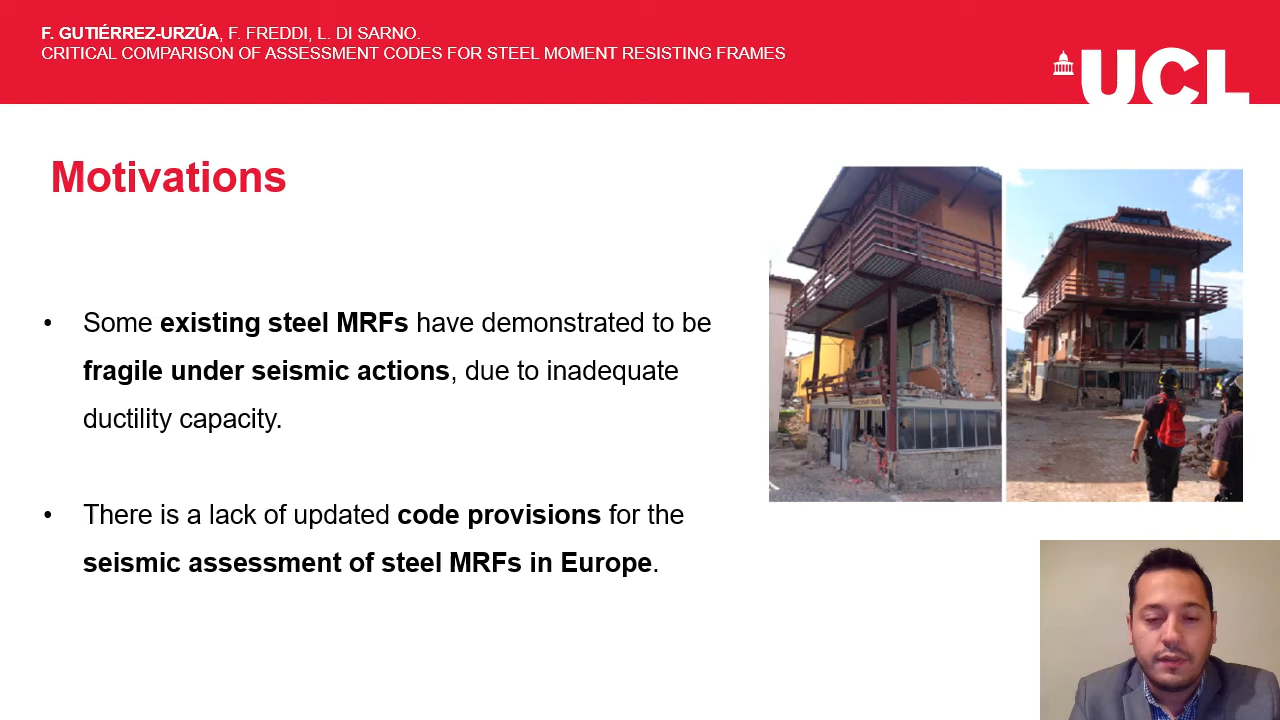 F. GUTIÉRREZ-URZÚA, F. FREDDI, L. DI SARNO.
CRITICAL COMPARISON OF ASSESSMENT CODES FOR STEEL MOMENT RESISTING FRAMES
UCL
Motivations
• Some existing steel MRFs have demonstrated to be
fragile under seismic actions, due to inadequate
ductility capacity.
• There is a lack of updated code provisions for the
seismic assessment of steel MRFs in Europe.